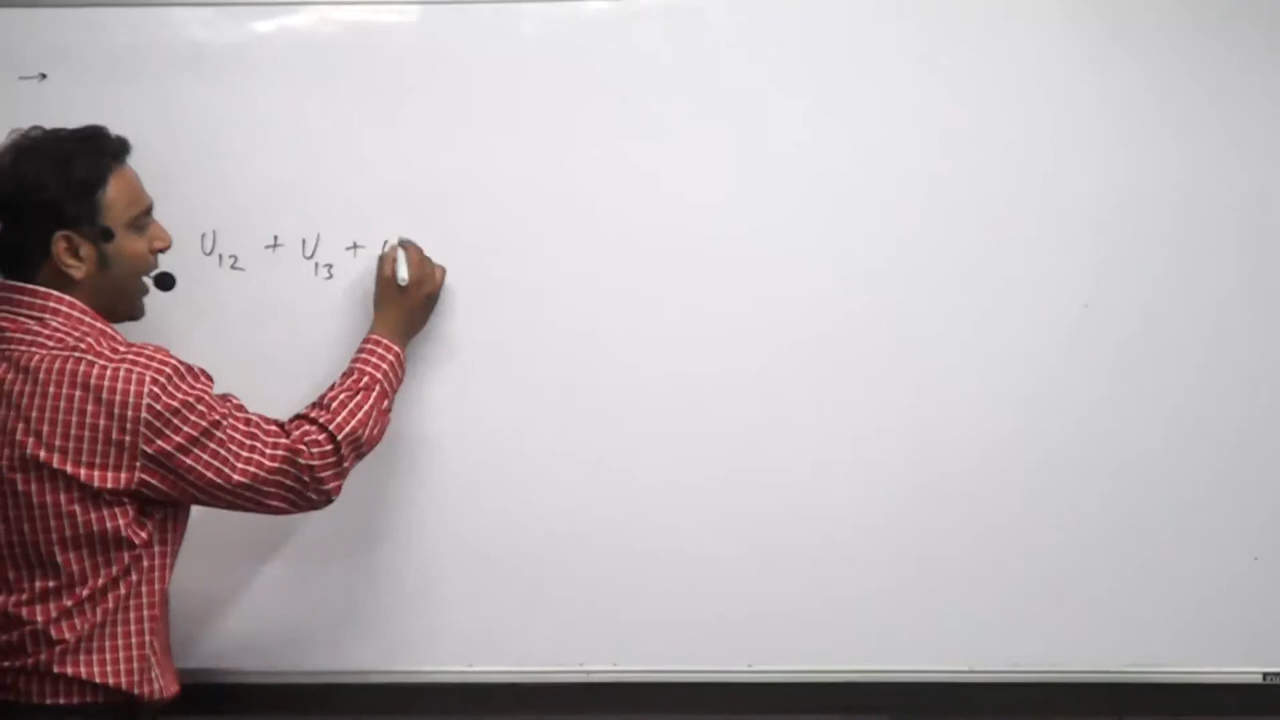 →
U₁₂ + U₁₃ +